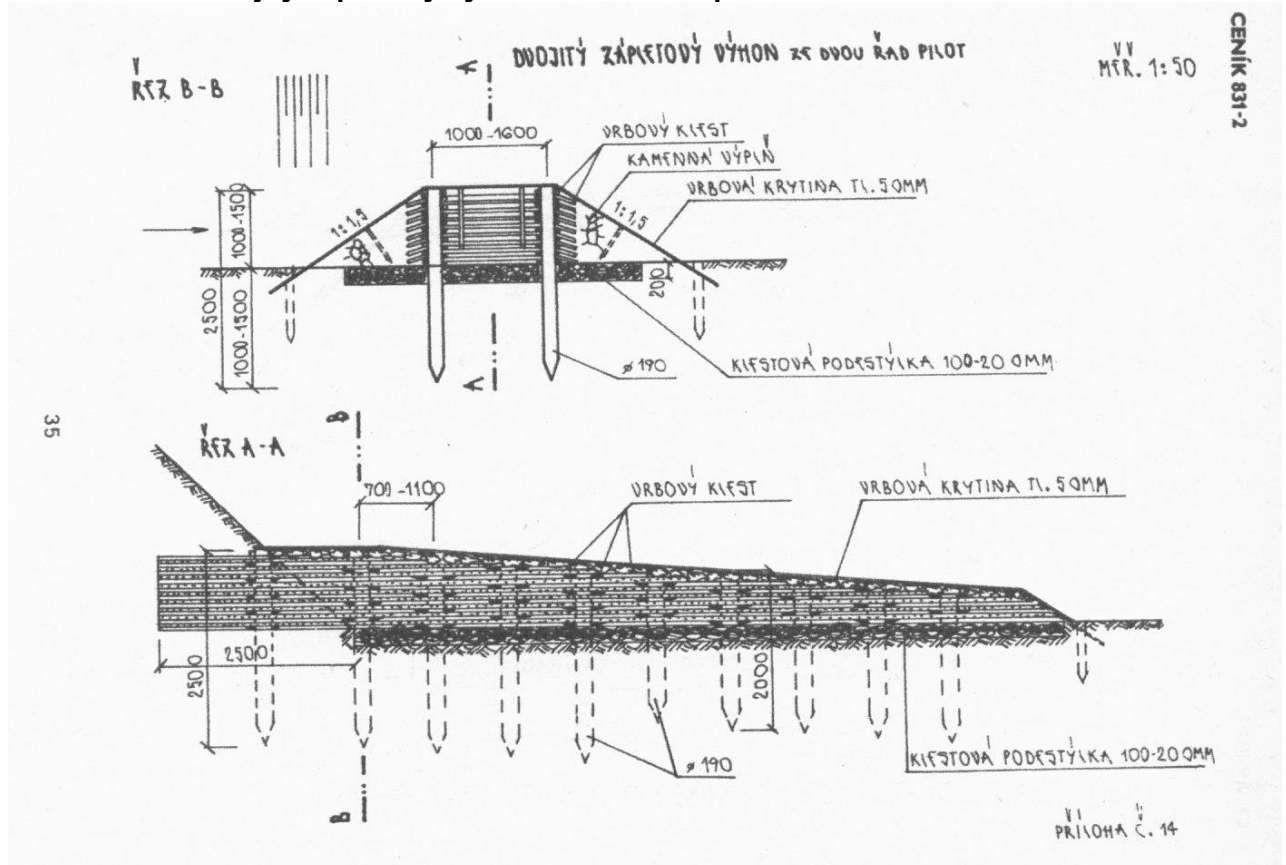 DVOJITÝ ZÁPLETOVÝ VÝHON ZE DVOU ŘAD PILOT
MĚŘ. 1:50
CENÍK 831-2
ŘEZ B-B
A
1000-1600
VRBOVÝ KLEST
KAMENNÁ VÝPLŇ
VRBOVÁ KRYTINA TL. 50MM
1:1,5
1:1,5
1000-1500
2500
1000-1500
200
A
ø 190
KLESTOVÁ PODESTÝLKA 100-200MM
35
B
ŘEZ A-A
700-1100
VRBOVÝ KLEST
VRBOVÁ KRYTINA TL. 50MM
2500
2500
2000
ø 190
KLESTOVÁ PODESTÝLKA 100-200MM
B
PŘÍLOHA Č. 14